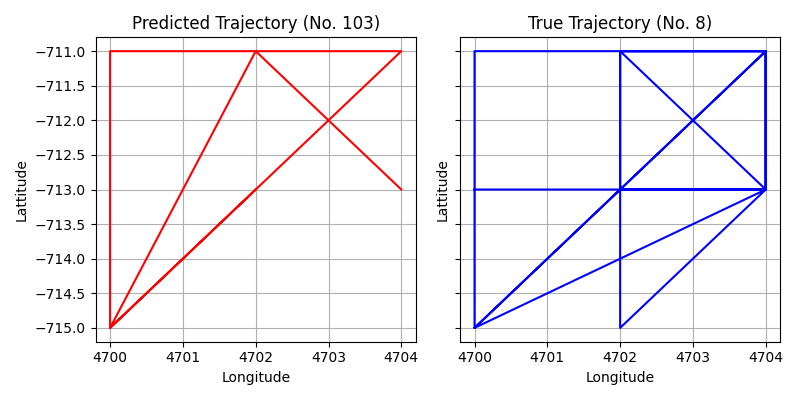 Predicted Trajectory (No. 103)
True Trajectory (No. 8)
−711.0
−711.5
−712.0
−712.5
−713.0
−713.5
−714.0
−714.5
−715.0
Lattitude
Lattitude
4700 4701 4702 4703 4704
4700 4701 4702 4703 4704
Longitude
Longitude